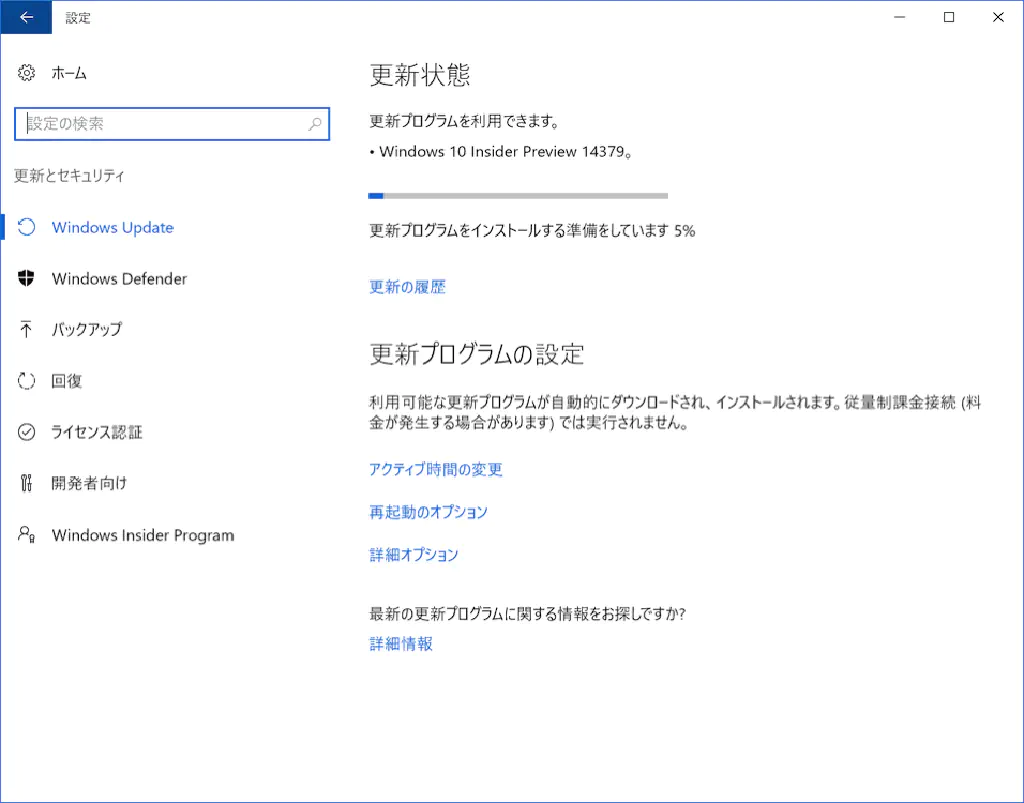 設定
ホーム
設定の検索
更新とセキュリティ
Windows Update
Windows Defender
バックアップ
回復
ライセンス認証
開発者向け
Windows Insider Program
更新状態
更新プログラムを利用できます。
• Windows 10 Insider Preview 14379。
更新プログラムをインストールする準備をしています 5%
更新の履歴
更新プログラムの設定
利用可能な更新プログラムが自動的にダウンロードされ、インストールされます。従量制課金接続 (料
金が発生する場合があります) では実行されません。
アクティブ時間の変更
再起動のオプション
詳細オプション
最新の更新プログラムに関する情報をお探しですか?
詳細情報